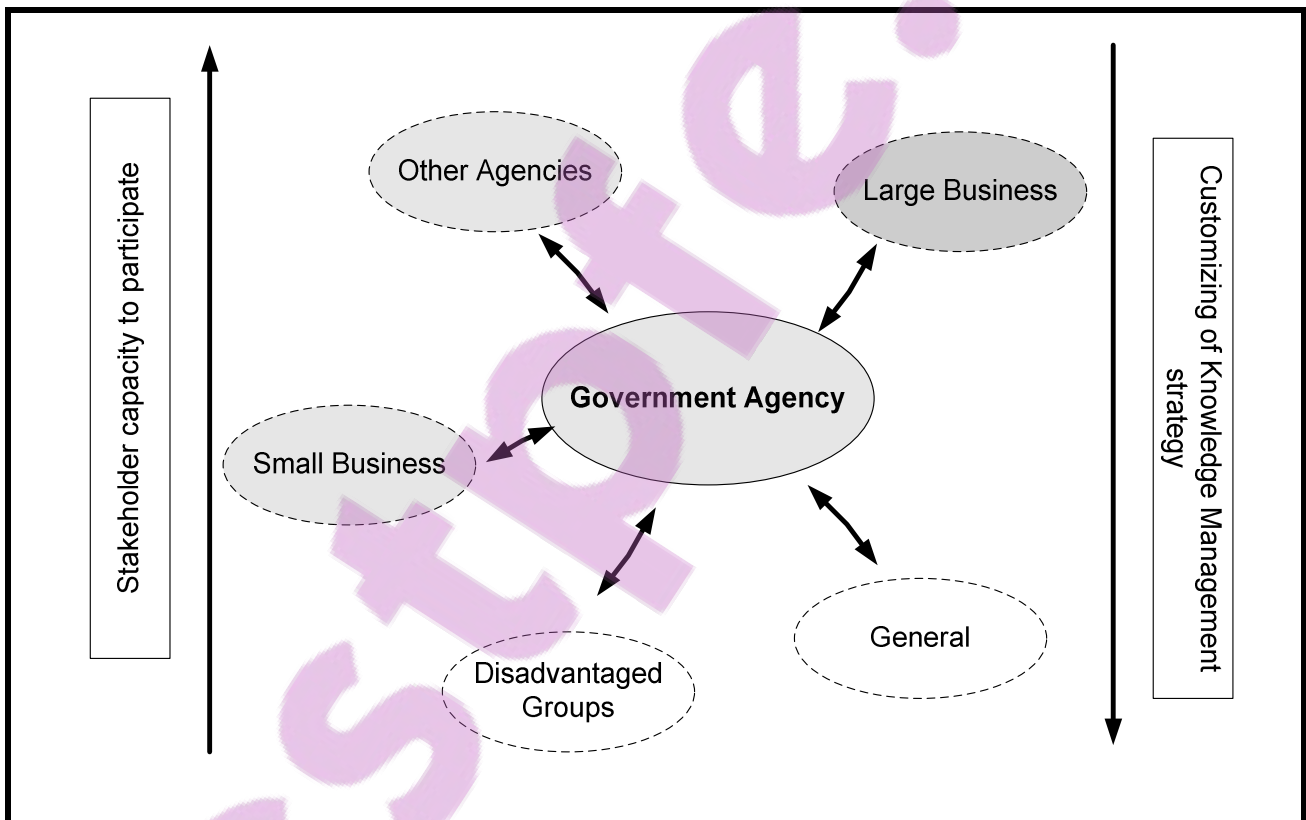 Stakeholder capacity to participate
Other Agencies
Large Business
Government Agency
Small Business
Disadvantaged
Groups
General
Customizing of Knowledge Management
strategy